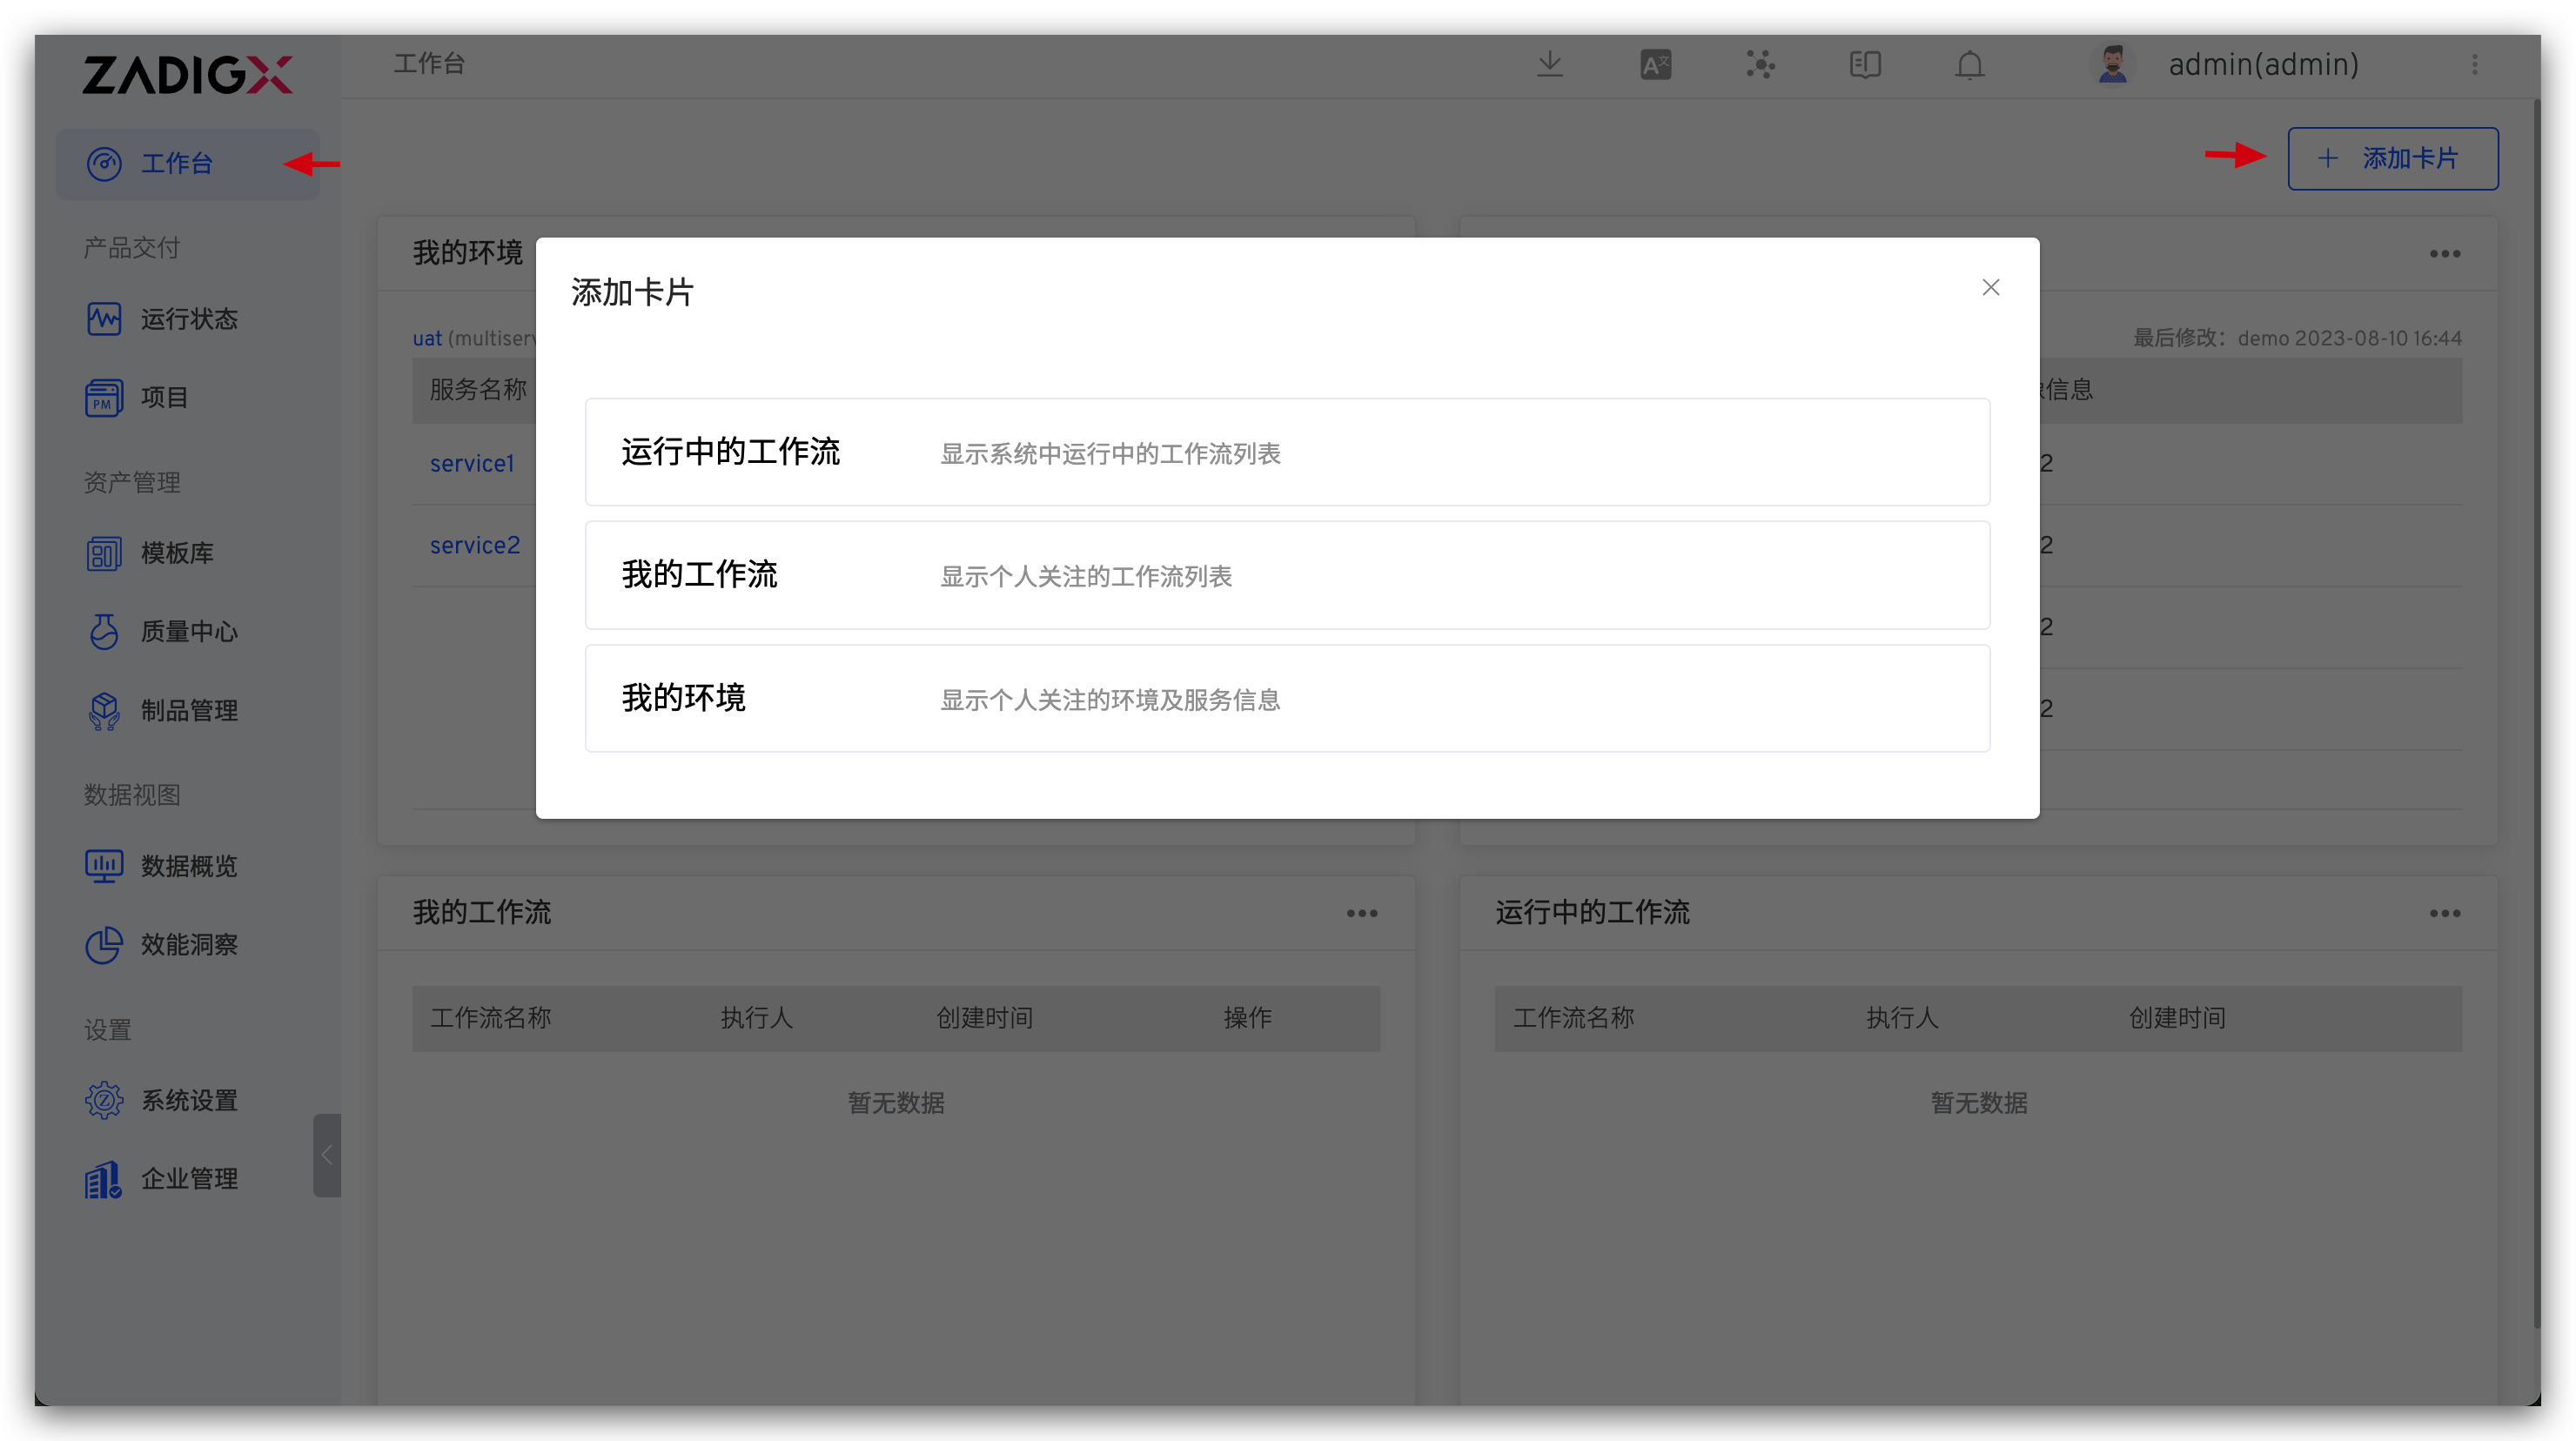 ZADIGX
工作台
admin(admin)
工作台
产品交付
运行状态
项目
资产管理
模板库
质量中心
制品管理
数据视图
数据概览
效能洞察
设置
系统设置
企业管理
添加卡片
我的环境
uat (multiserv
最后修改：demo 2023-08-10 16:44
服务名称
信息
service1
2
service2
2
2
2
添加卡片
运行中的工作流 显示系统中运行中的工作流列表
我的工作流 显示个人关注的工作流列表
我的环境 显示个人关注的环境及服务信息
我的工作流
工作流名称 执行人 创建时间 操作
暂无数据
运行中的工作流
工作流名称 执行人 创建时间
暂无数据